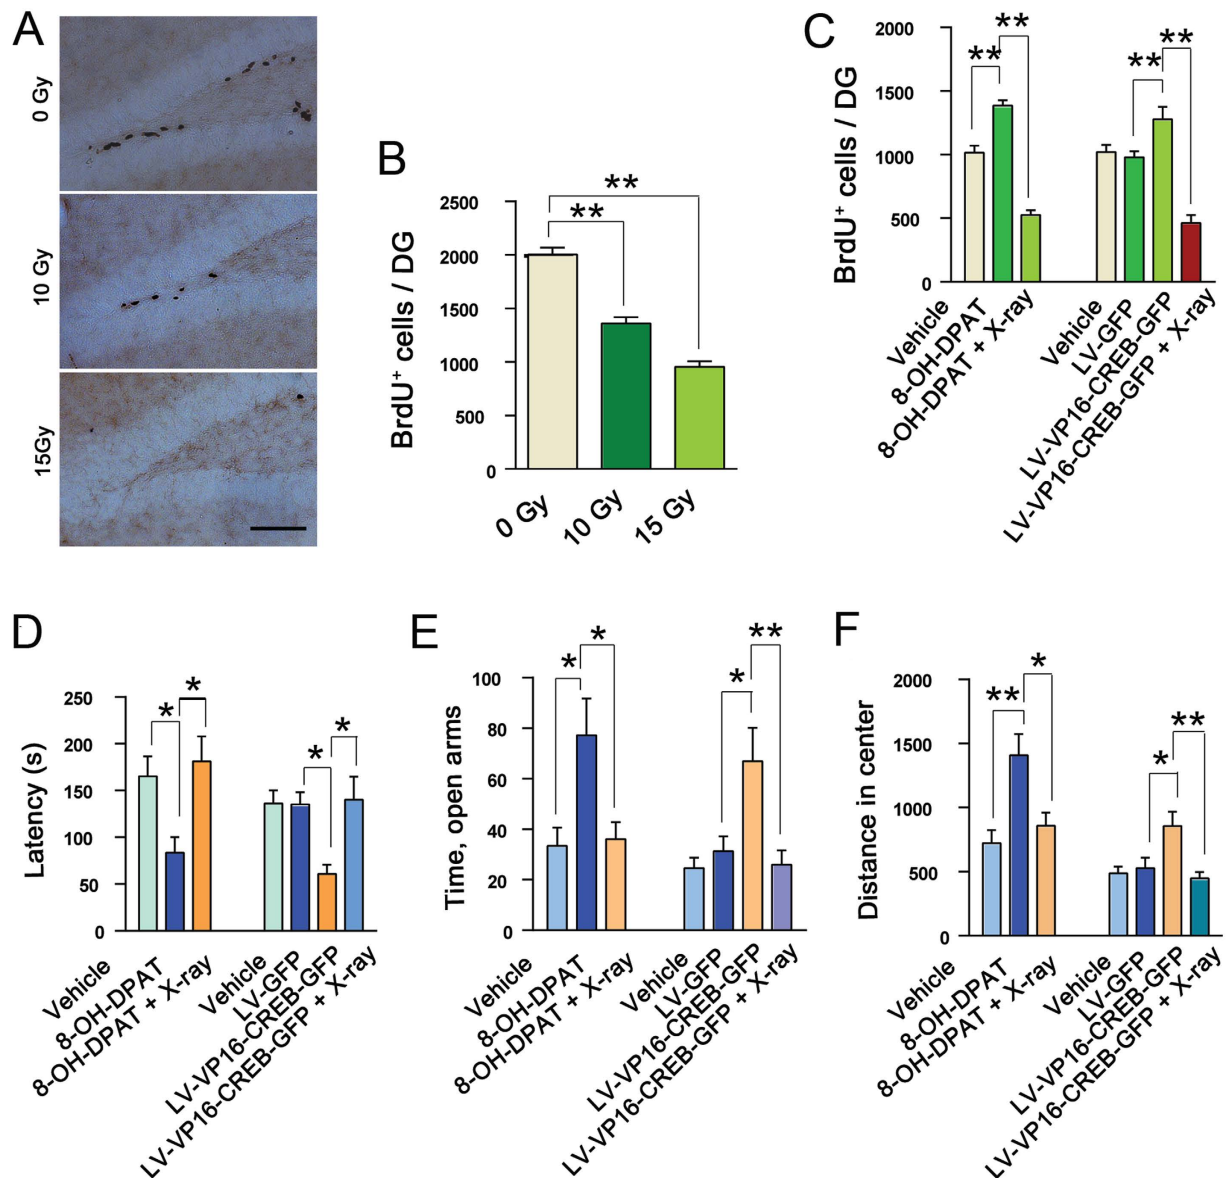 A
0 Gy
10 Gy
15Gy
B
BrdU⁺ cells / DG
2500
2000
1500
1000
500
0
**
**
0 Gy
10 Gy
15 Gy
C
BrdU⁺ cells / DG
2000
1500
1000
500
0
**
**
**
**
Vehicle
8-OH-DPAT
8-OH-DPAT + X-ray
Vehicle
LV-GFP
LV-VP16-CREB-GFP
LV-VP16-CREB-GFP + X-ray
D
Latency (s)
250
200
150
100
50
0
*
*
*
*
Vehicle
8-OH-DPAT
8-OH-DPAT + X-ray
Vehicle
LV-GFP
LV-VP16-CREB-GFP
LV-VP16-CREB-GFP + X-ray
E
Time, open arms
100
80
60
40
20
0
*
*
*
**
Vehicle
8-OH-DPAT
8-OH-DPAT + X-ray
Vehicle
LV-GFP
LV-VP16-CREB-GFP
LV-VP16-CREB-GFP + X-ray
F
Distance in center
2000
1500
1000
500
0
**
*
*
**
Vehicle
8-OH-DPAT
8-OH-DPAT + X-ray
Vehicle
LV-GFP
LV-VP16-CREB-GFP
LV-VP16-CREB-GFP + X-ray